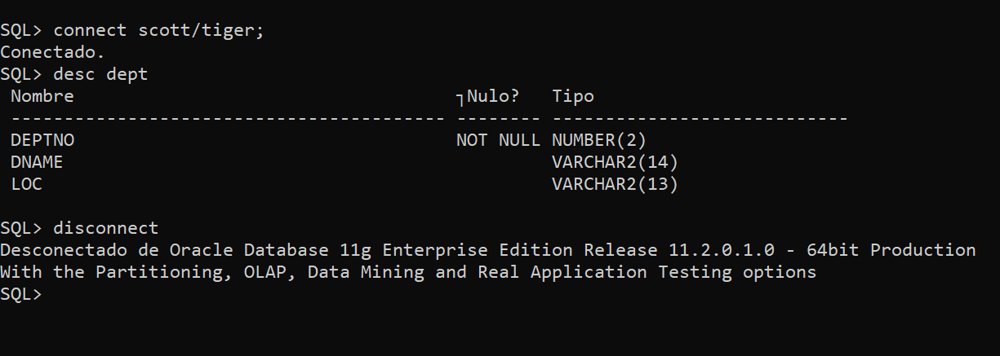 SQL> connect scott/tiger;
Conectado.
SQL> desc dept
 Nombre                                    ┐Nulo?   Tipo
 ----------------------------------------- -------- ----------------------------
 DEPTNO                                    NOT NULL NUMBER(2)
 DNAME                                              VARCHAR2(14)
 LOC                                                VARCHAR2(13)

SQL> disconnect
Desconectado de Oracle Database 11g Enterprise Edition Release 11.2.0.1.0 - 64bit Production
With the Partitioning, OLAP, Data Mining and Real Application Testing options
SQL>